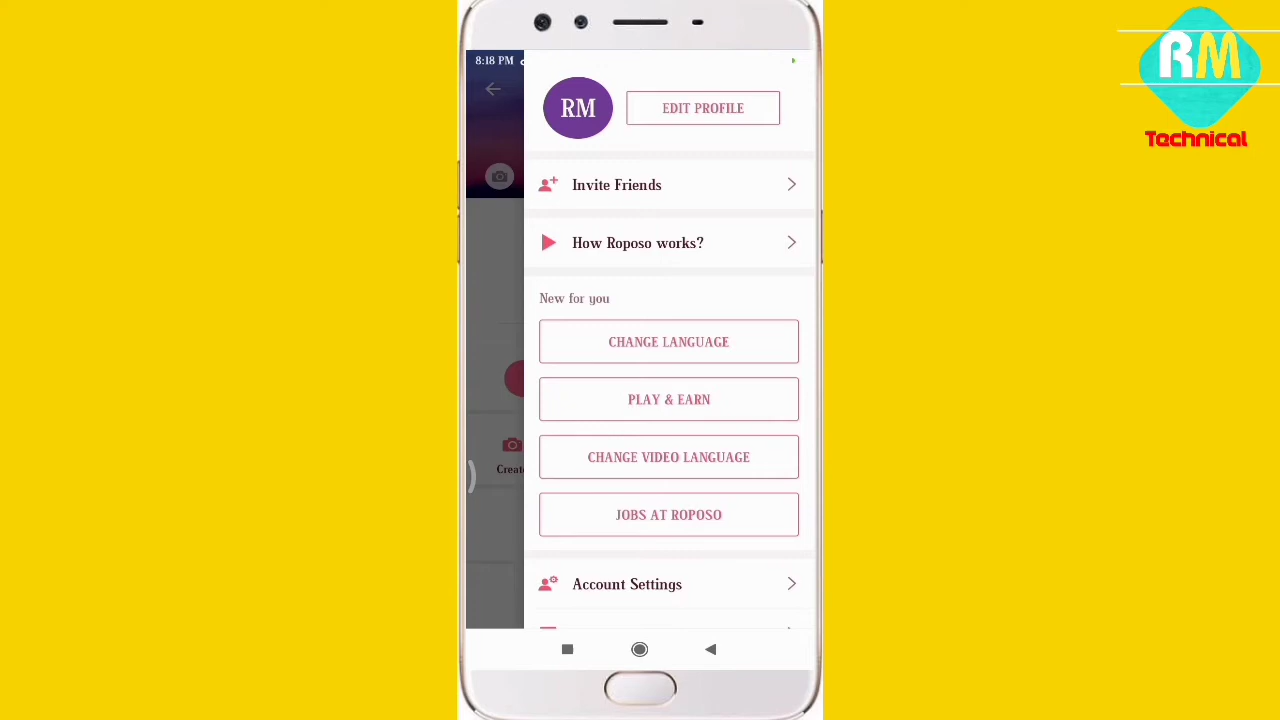 8:18 PM
RM
EDIT PROFILE
Invite Friends
How Roposo works?
New for you
CHANGE LANGUAGE
PLAY & EARN
CHANGE VIDEO LANGUAGE
JOBS AT ROPOSO
Create
Account Settings
RM
Technical